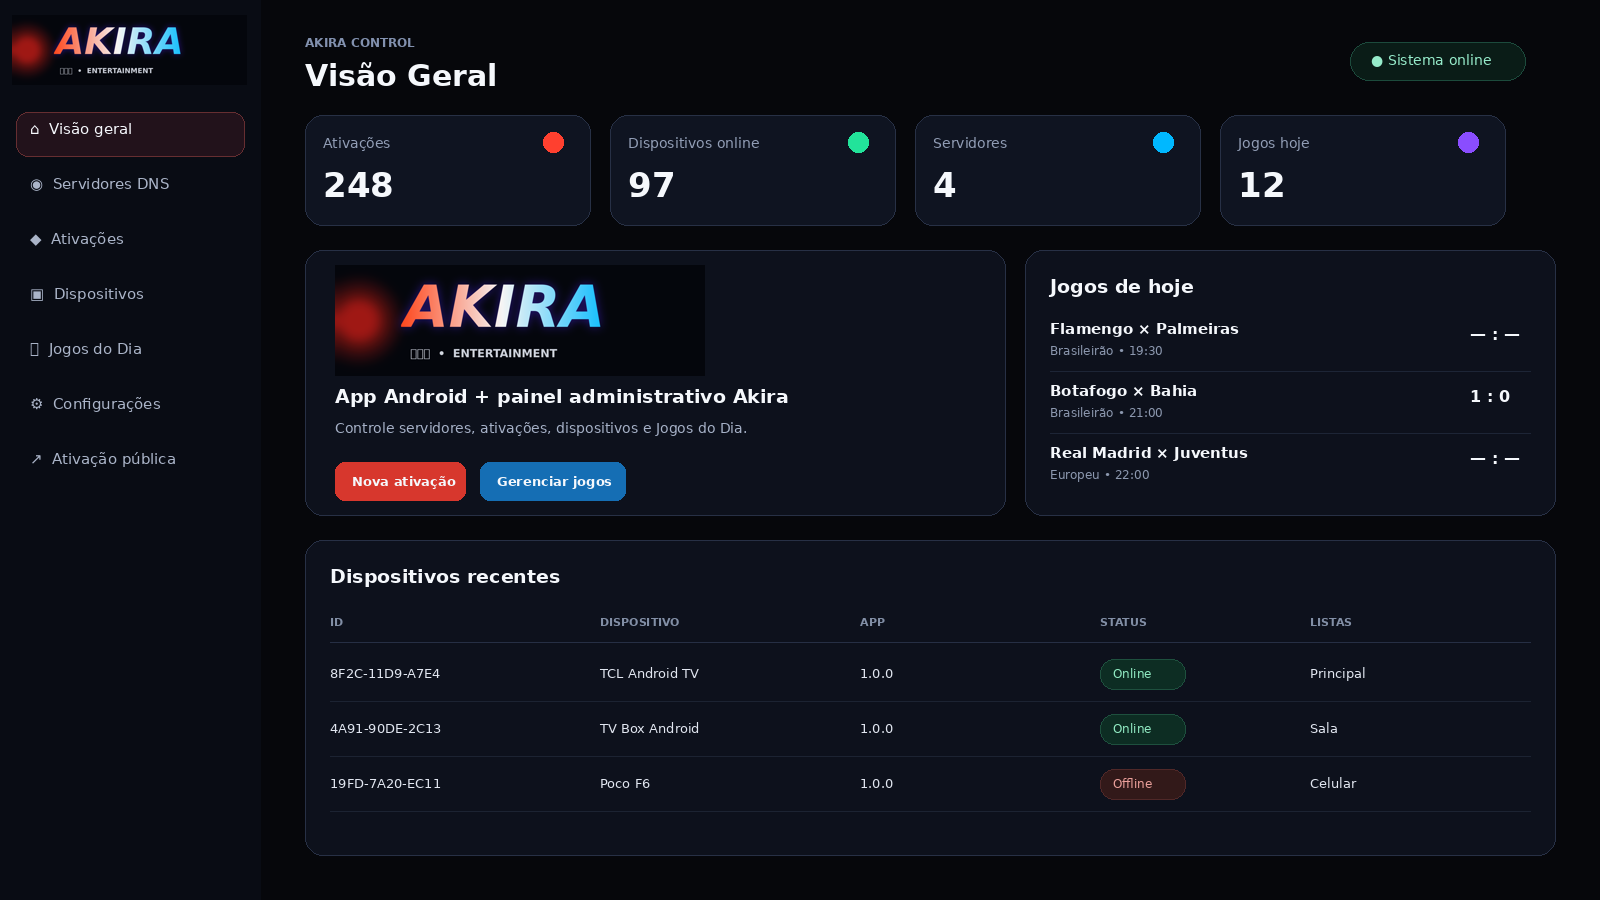 AKIRA
• ENTERTAINMENT
Visão geral
Servidores DNS
Ativações
Dispositivos
Jogos do Dia
Configurações
Ativação pública
AKIRA CONTROL
Visão Geral
Sistema online
Ativações
248
Dispositivos online
97
Servidores
4
Jogos hoje
12
AKIRA
• ENTERTAINMENT
App Android + painel administrativo Akira
Controle servidores, ativações, dispositivos e Jogos do Dia.
Nova ativação
Gerenciar jogos
Jogos de hoje
Flamengo × Palmeiras
— : —
Brasileirão • 19:30
Botafogo × Bahia
1 : 0
Brasileirão • 21:00
Real Madrid × Juventus
— : —
Europeu • 22:00
Dispositivos recentes
ID DISPOSITIVO APP STATUS LISTAS
8F2C-11D9-A7E4 TCL Android TV 1.0.0 Online Principal
4A91-90DE-2C13 TV Box Android 1.0.0 Online Sala
19FD-7A20-EC11 Poco F6 1.0.0 Offline Celular